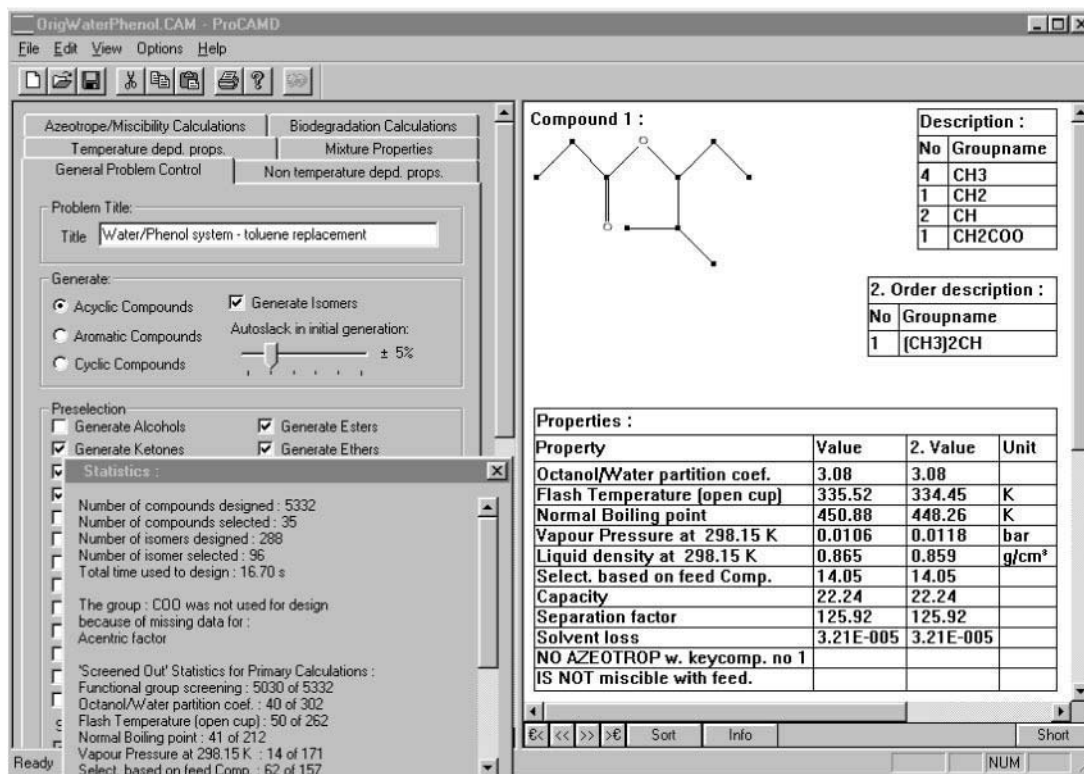 OrigWaterPhenol.CAM - ProCAMD
File Edit View Options Help
Azeotrope/Miscibility Calculations Biodegradation Calculations
Temperature depd. props. Mixture Properties
General Problem Control Non temperature depd. props.
Problem Title:
Title Water/Phenol system - toluene replacement
Generate:
Acyclic Compounds Generate Isomers
Aromatic Compounds Autoslack in initial generation:
Cyclic Compounds ± 5%
Preselection
Generate Alcohols Generate Esters
Generate Ketones Generate Ethers
Statistics :
Number of compounds designed : 5332
Number of compounds selected : 35
Number of isomers designed : 288
Number of isomer selected : 96
Total time used to design : 16.70 s
The group : COO was not used for design
because of missing data for :
Acentric factor
'Screened Out' Statistics for Primary Calculations :
Functional group screening : 5030 of 5332
Octanol/Water partition coef. : 40 of 302
Flash Temperature (open cup) : 50 of 262
Normal Boiling point : 41 of 212
Vapour Pressure at 298.15 K : 14 of 171
Select. based on feed Comp. : 62 of 157
Compound 1 :
O
O
Description :
No Groupname
4 CH3
1 CH2
2 CH
1 CH2COO
2. Order description :
No Groupname
1 (CH3)2CH
Properties :
Property Value 2. Value Unit
Octanol/Water partition coef. 3.08 3.08
Flash Temperature (open cup) 335.52 334.45 K
Normal Boiling point 450.88 448.26 K
Vapour Pressure at 298.15 K 0.0106 0.0118 bar
Liquid density at 298.15 K 0.865 0.859 g/cm³
Select. based on feed Comp. 14.05 14.05
Capacity 22.24 22.24
Separation factor 125.92 125.92
Solvent loss 3.21E-005 3.21E-005
NO AZEOTROP w. keycomp. no 1
IS NOT miscible with feed.
€< << >> >€ Sort Info Short
Ready NUM